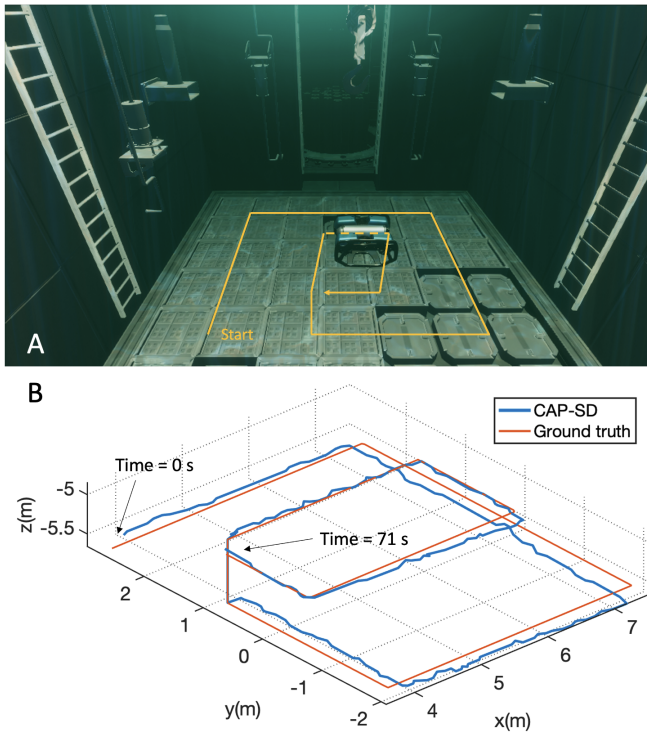 Start
A
B
CAP-SD
Ground truth
Time = 0 s
-5
z(m)
-5.5
Time = 71 s
2
1
0
-1
-2
y(m)
7
6
5
4
x(m)